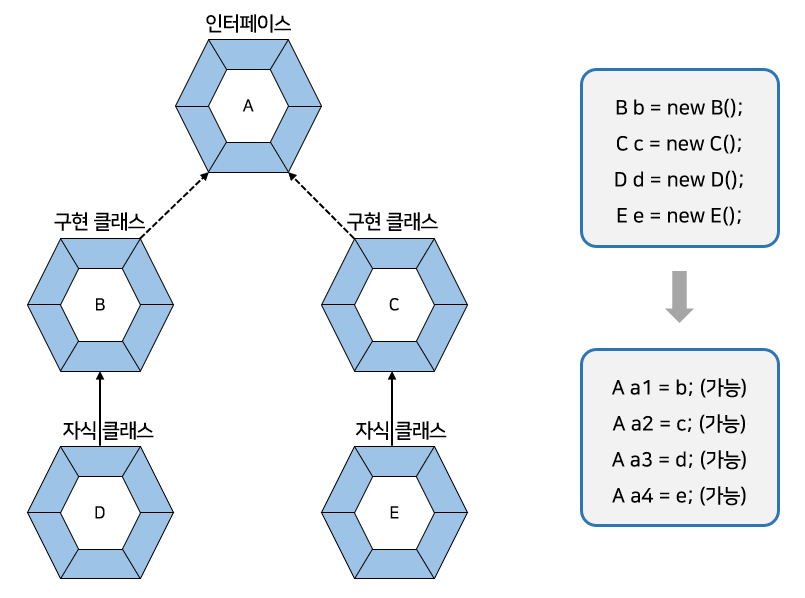 인터페이스
A
구현 클래스
구현 클래스
B
C
자식 클래스
자식 클래스
D
E
B b = new B();
C c = new C();
D d = new D();
E e = new E();
A a1 = b; (가능)
A a2 = c; (가능)
A a3 = d; (가능)
A a4 = e; (가능)